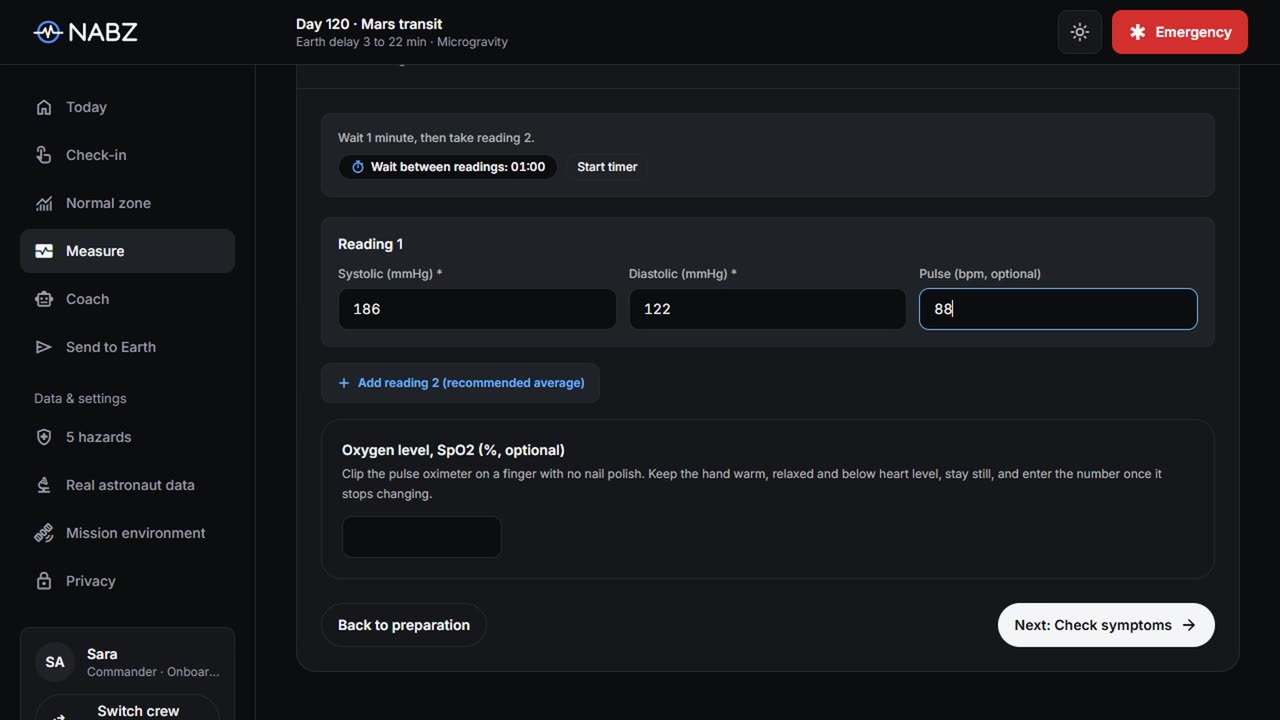 NABZ
Day 120 · Mars transit
Earth delay 3 to 22 min · Microgravity
Emergency
Today
Check-in
Normal zone
Measure
Coach
Send to Earth
Data & settings
5 hazards
Real astronaut data
Mission environment
Privacy
SA
Sara
Commander · Onboar...
Switch crew
Wait 1 minute, then take reading 2.
Wait between readings: 01:00
Start timer
Reading 1
Systolic (mmHg) *
Diastolic (mmHg) *
Pulse (bpm, optional)
186
122
88
+ Add reading 2 (recommended average)
Oxygen level, SpO2 (%, optional)
Clip the pulse oximeter on a finger with no nail polish. Keep the hand warm, relaxed and below heart level, stay still, and enter the number once it
stops changing.
Back to preparation
Next: Check symptoms →